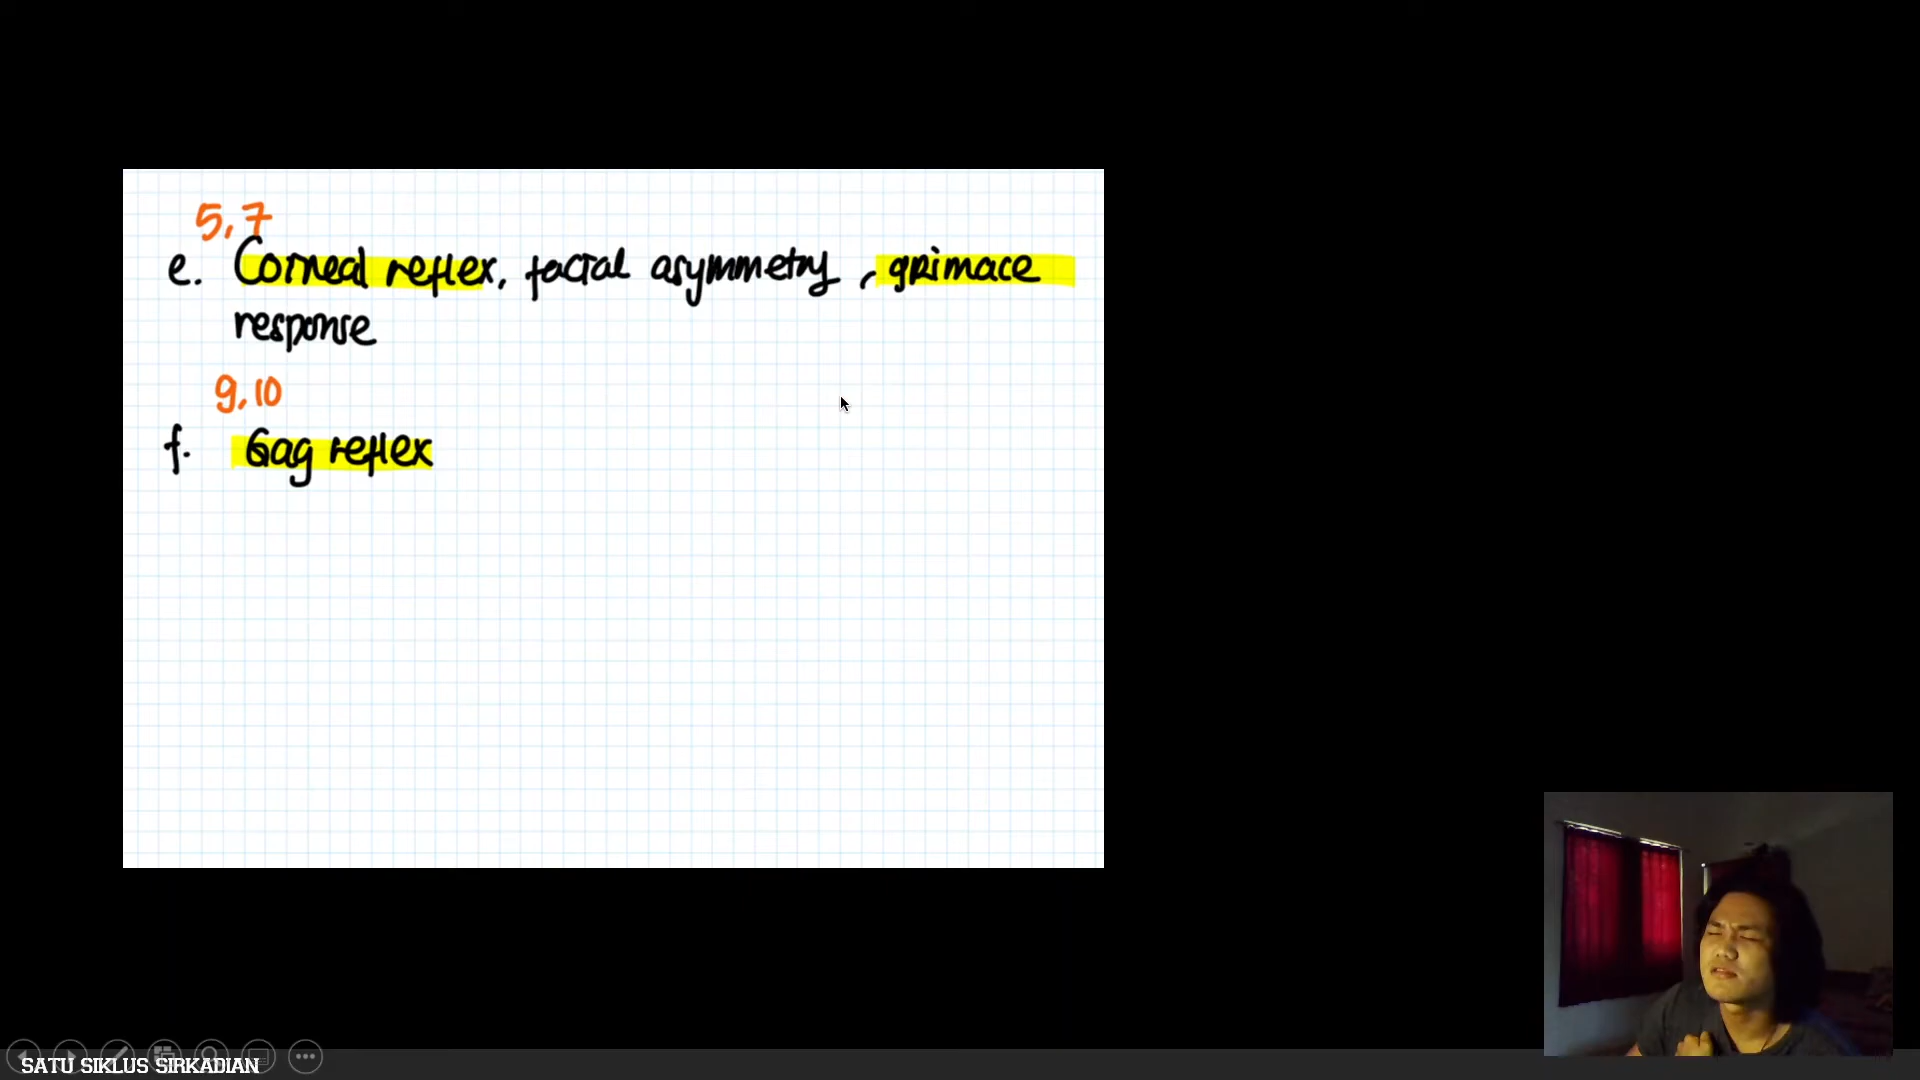 5, 7
e. Corneal reflex, facial asymmetry, grimace
response
9, 10
f. Gag reflex
SATU SIKLUS SIRKADIAN